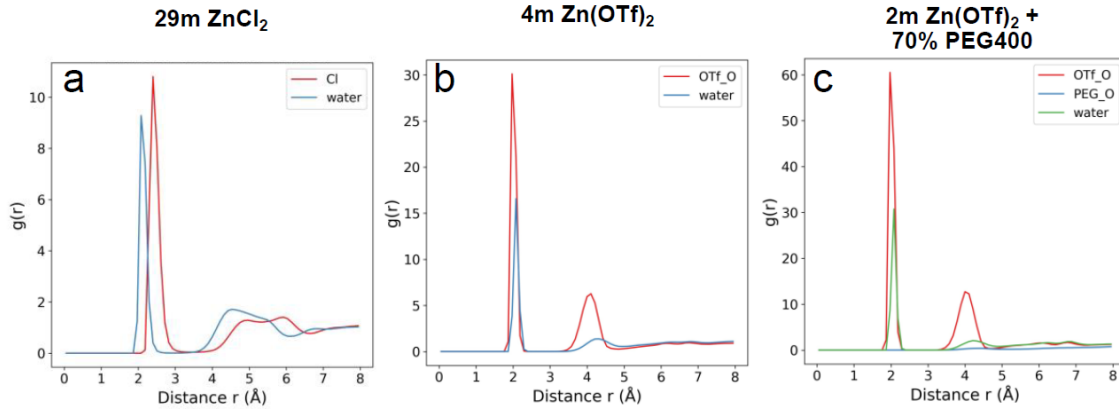 29m ZnCl₂
4m Zn(OTf)₂
2m Zn(OTf)₂ +
70% PEG400
a
Cl
water
g(r)
10
8
6
4
2
0
0 1 2 3 4 5 6 7 8
Distance r (Å)
b
OTf_O
water
g(r)
30
25
20
15
10
5
0
0 1 2 3 4 5 6 7 8
Distance r (Å)
c
OTf_O
PEG_O
water
g(r)
60
50
40
30
20
10
0
0 1 2 3 4 5 6 7 8
Distance r (Å)